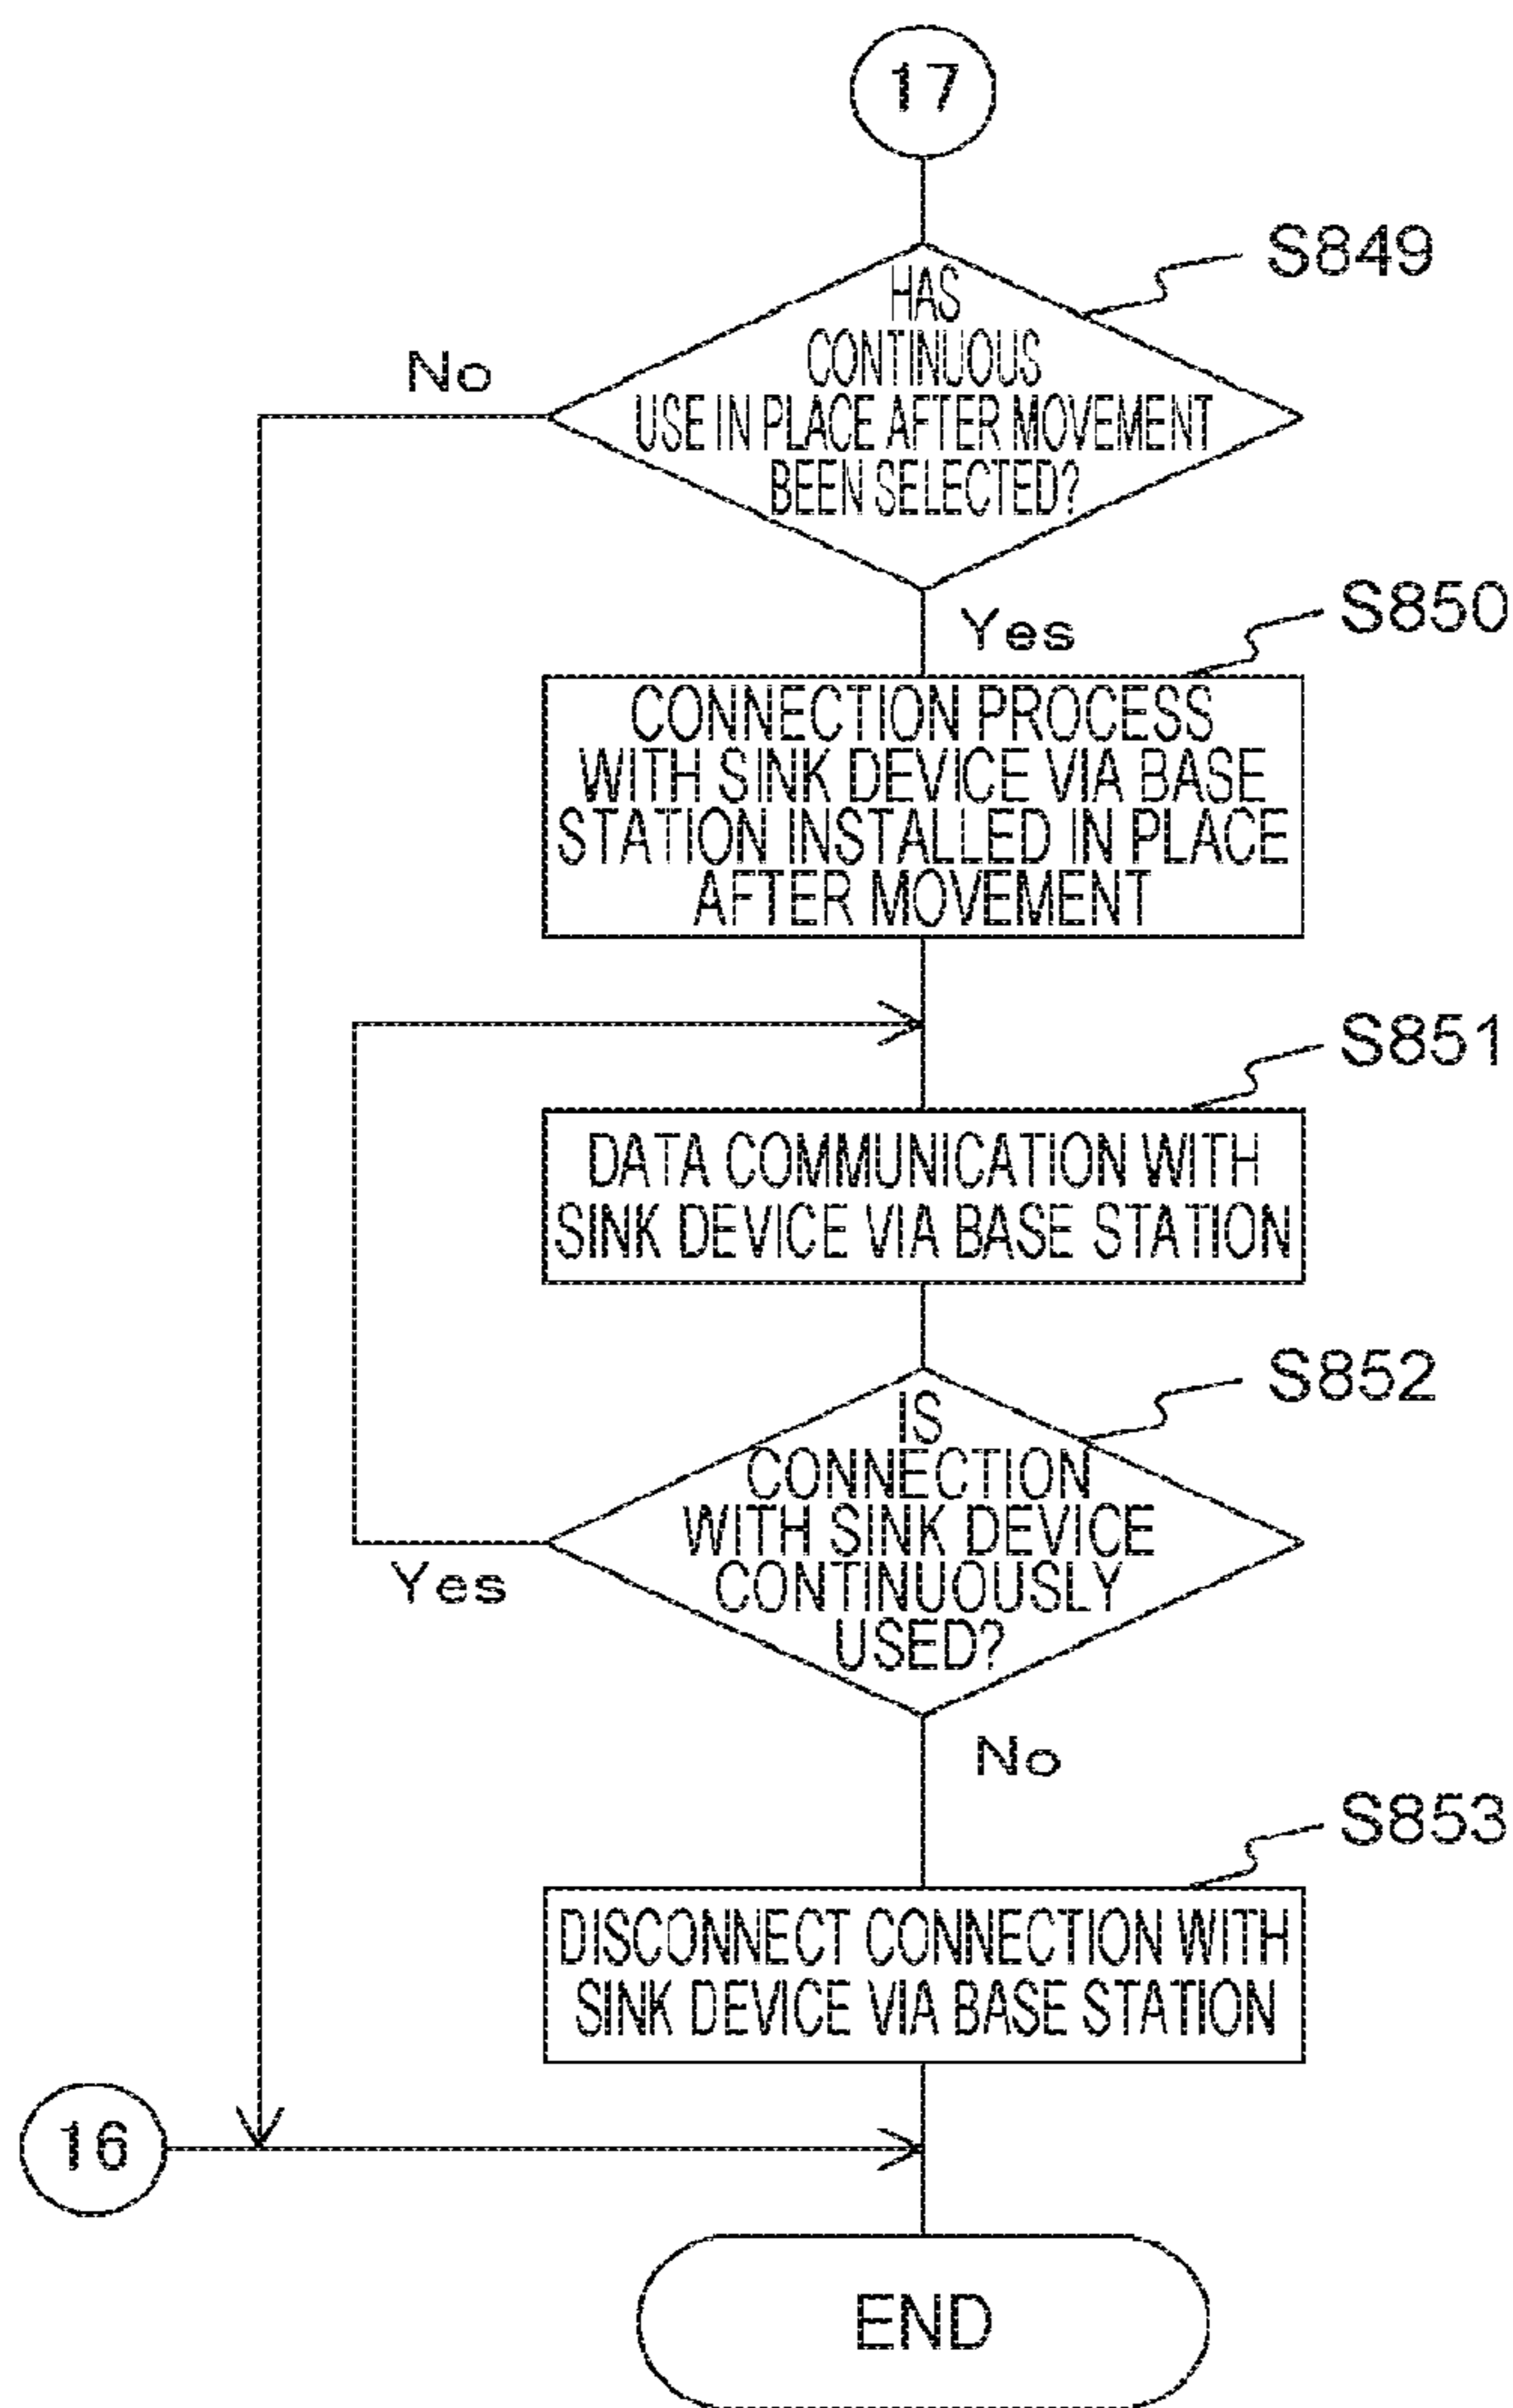 17
S849
HAS
CONTINUOUS
USE IN PLACE AFTER MOVEMENT
BEEN SELECTED?
No
Yes
S850
CONNECTION PROCESS
WITH SINK DEVICE VIA BASE
STATION INSTALLED IN PLACE
AFTER MOVEMENT
S851
DATA COMMUNICATION WITH
SINK DEVICE VIA BASE STATION
S852
IS
CONNECTION
WITH SINK DEVICE
CONTINUOUSLY
USED?
Yes
No
S853
DISCONNECT CONNECTION WITH
SINK DEVICE VIA BASE STATION
16
END